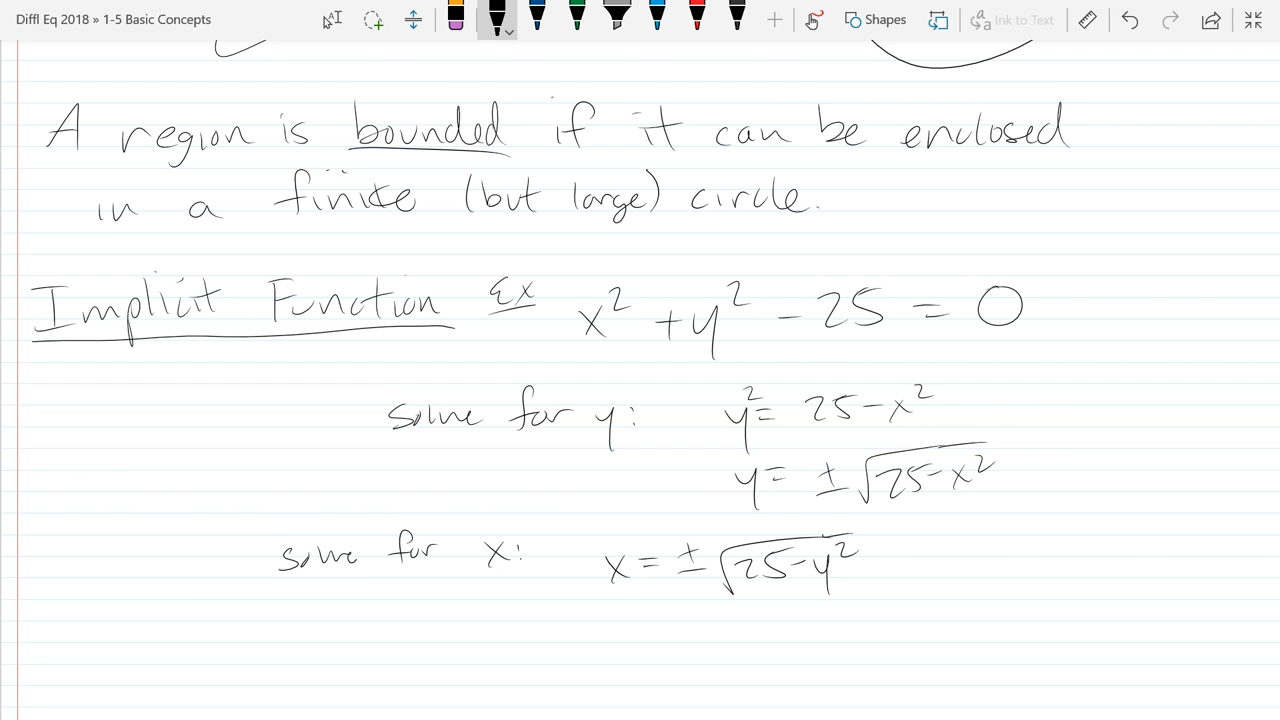 Diffl Eq 2018 » 1-5 Basic Concepts
Shapes
Ink to Text
A region is bounded if it can be enclosed
in a finite (but large) circle.
Implicit Function Ex x² + y² - 25 = 0
solve for y: y² = 25 - x²
y = ± √(25-x²)
solve for x: x = ± √(25-y²)